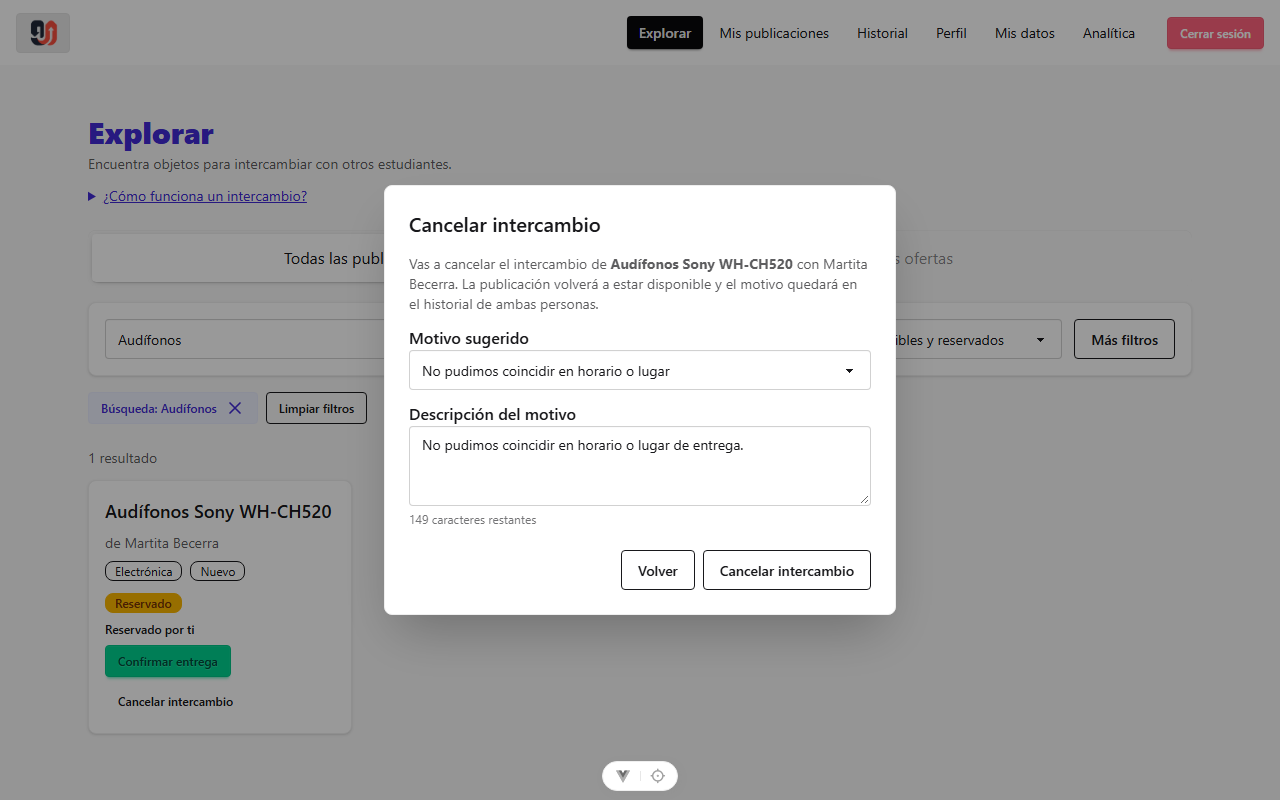 Explorar
Mis publicaciones
Historial
Perfil
Mis datos
Analítica
Cerrar sesión
Explorar
Encuentra objetos para intercambiar con otros estudiantes.
¿Cómo funciona un intercambio?
Todas las publ
ofertas
Audífonos
bles y reservados
Más filtros
Búsqueda: Audífonos
Limpiar filtros
1 resultado
Audífonos Sony WH-CH520
de Martita Becerra
Electrónica
Nuevo
Reservado
Reservado por ti
Confirmar entrega
Cancelar intercambio
Cancelar intercambio
Vas a cancelar el intercambio de Audífonos Sony WH-CH520 con Martita
Becerra. La publicación volverá a estar disponible y el motivo quedará en
el historial de ambas personas.
Motivo sugerido
No pudimos coincidir en horario o lugar
Descripción del motivo
No pudimos coincidir en horario o lugar de entrega.
149 caracteres restantes
Volver
Cancelar intercambio